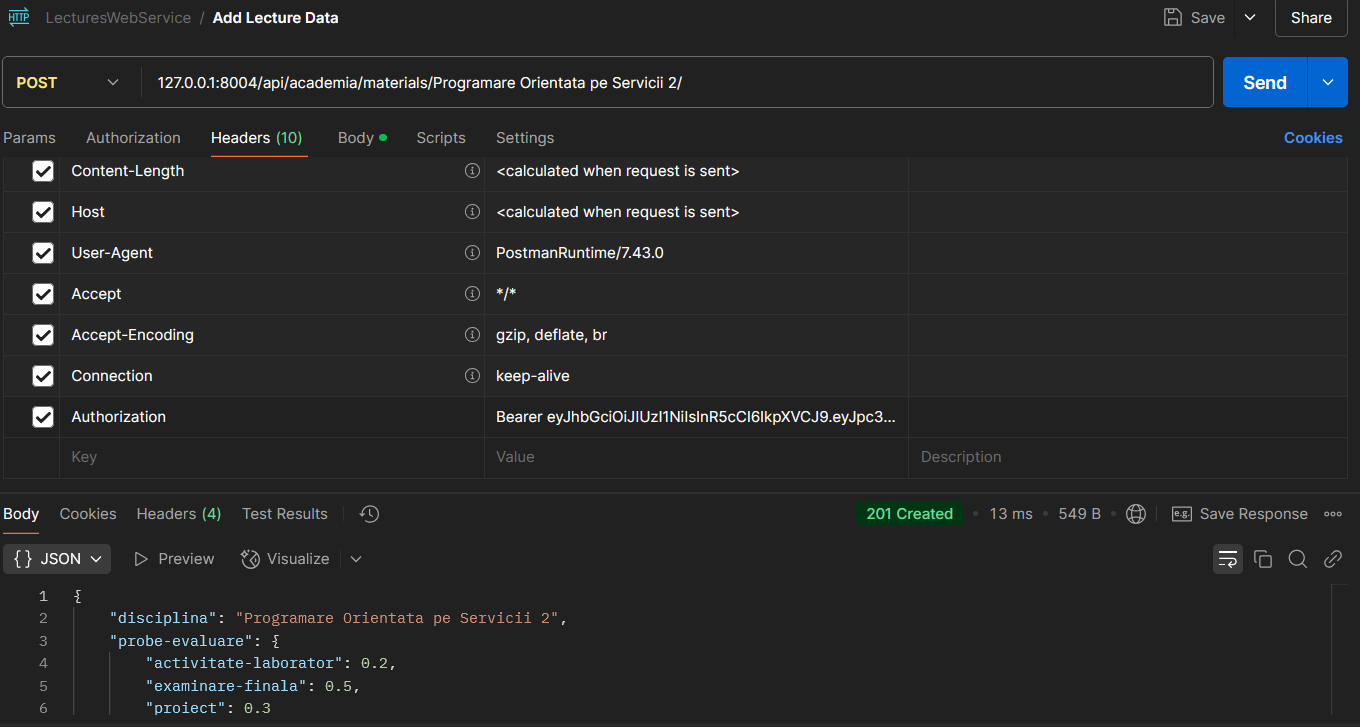 HTTP LecturesWebService / Add Lecture Data Save Share
POST 127.0.0.1:8004/api/academia/materials/Programare Orientata pe Servicii 2/ Send
Params Authorization Headers (10) Body Scripts Settings Cookies
Content-Length <calculated when request is sent>
Host <calculated when request is sent>
User-Agent PostmanRuntime/7.43.0
Accept */*
Accept-Encoding gzip, deflate, br
Connection keep-alive
Authorization Bearer eyJhbGciOiJIUzI1NiIsInR5cCI6IkpXVCJ9.eyJpc3...
Key Value Description
Body Cookies Headers (4) Test Results 201 Created • 13 ms • 549 B • e.g. Save Response
{} JSON Preview Visualize
1 {
2 "disciplina": "Programare Orientata pe Servicii 2",
3 "probe-evaluare": {
4 "activitate-laborator": 0.2,
5 "examinare-finala": 0.5,
6 "proiect": 0.3